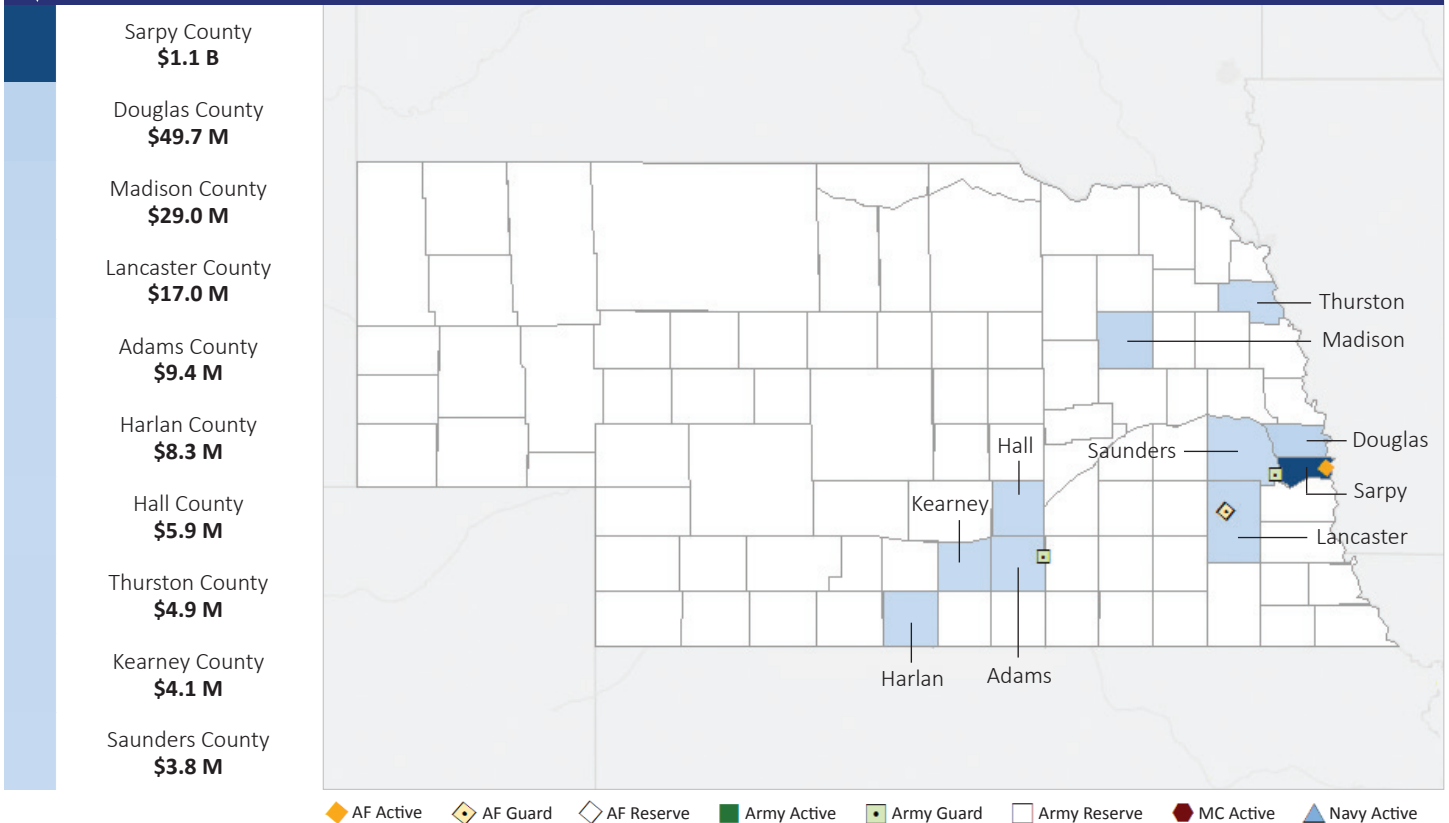 Sarpy County
$1.1 B
Douglas County
$49.7 M
Madison County
$29.0 M
Lancaster County
$17.0 M
Adams County
$9.4 M
Harlan County
$8.3 M
Hall County
$5.9 M
Thurston County
$4.9 M
Kearney County
$4.1 M
Saunders County
$3.8 M
Thurston
Madison
Douglas
Hall
Saunders
Sarpy
Kearney
Lancaster
Harlan
Adams
AF Active AF Guard AF Reserve Army Active Army Guard Army Reserve MC Active Navy Active